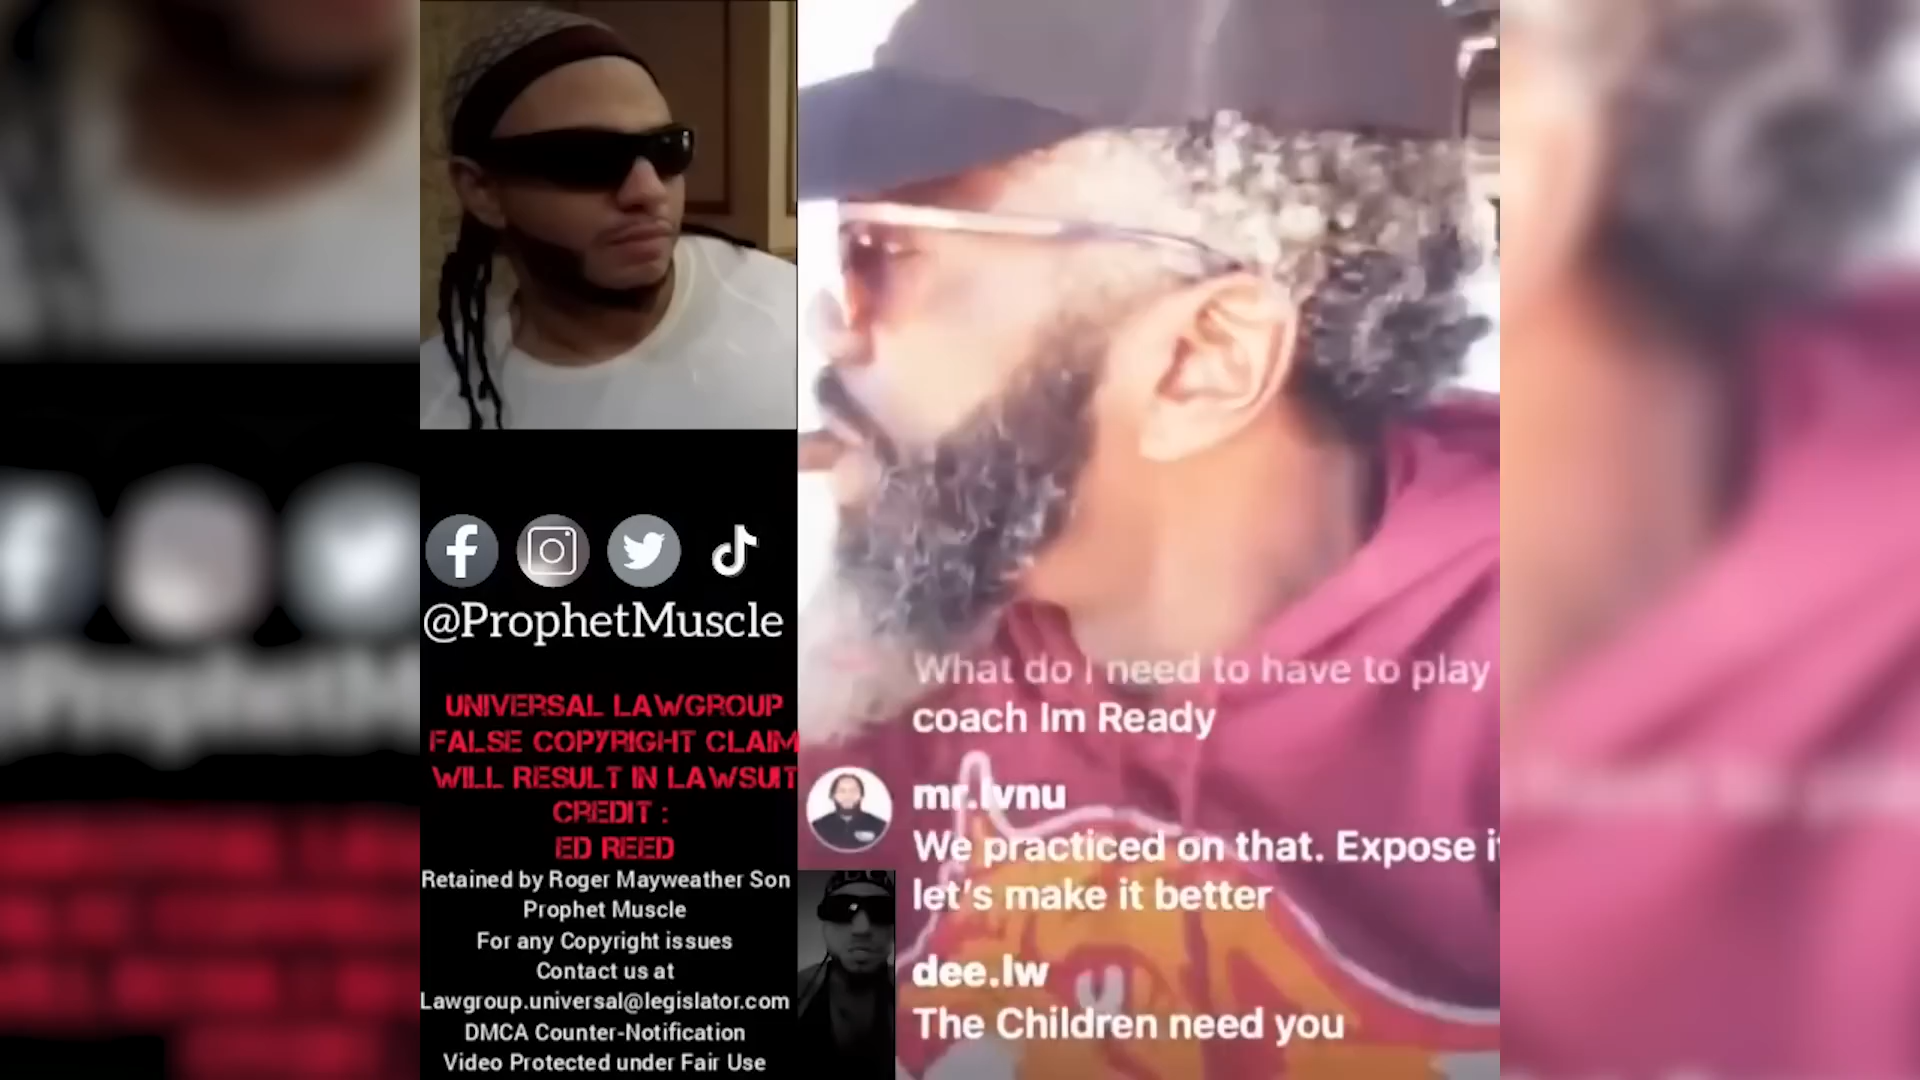 @ProphetMuscle
UNIVERSAL LAWGROUP
FALSE COPYRIGHT CLAIM
WILL RESULT IN LAWSUIT
CREDIT :
ED REED
Retained by Roger Mayweather Son
Prophet Muscle
For any Copyright issues
Contact us at
Lawgroup.universal@legislator.com
DMCA Counter-Notification
Video Protected under Fair Use
What do I need to have to play
coach Im Ready
mr.lvnu
We practiced on that. Expose it
let's make it better
dee.lw
The Children need you